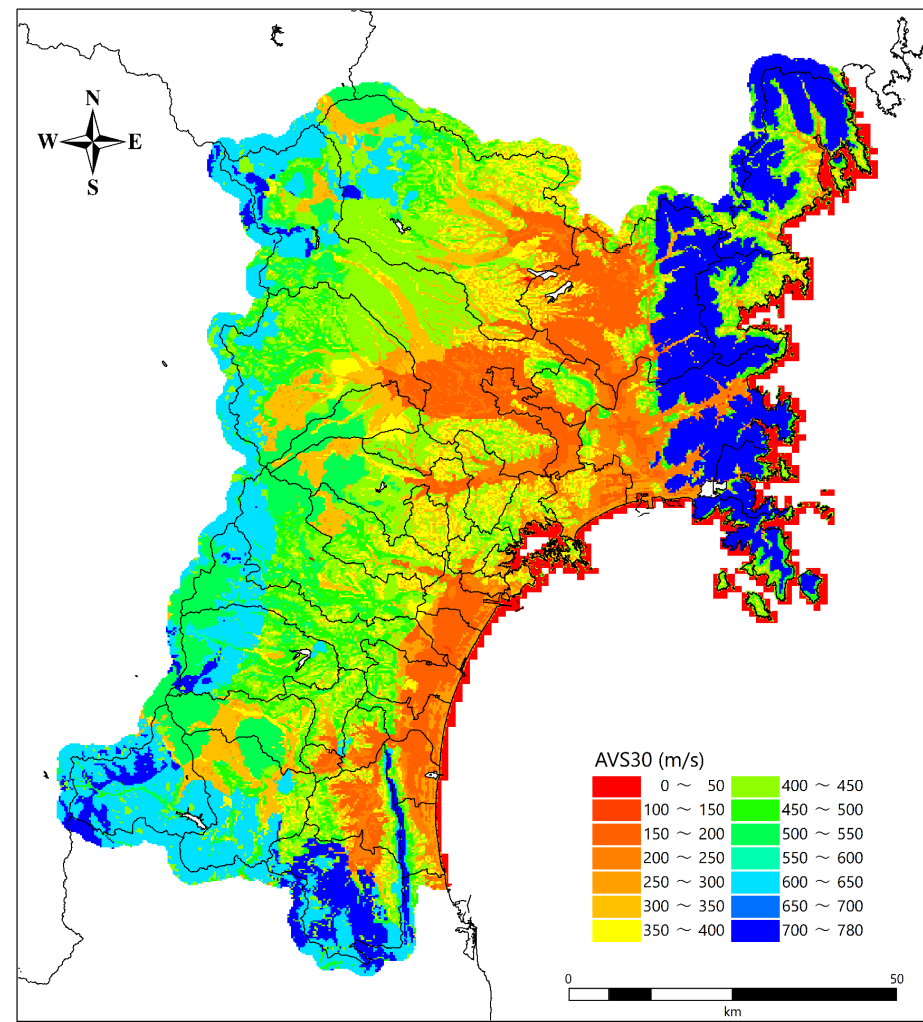 N
W E
S
AVS30 (m/s)
0 ～ 50 400 ～ 450
100 ～ 150 450 ～ 500
150 ～ 200 500 ～ 550
200 ～ 250 550 ～ 600
250 ～ 300 600 ～ 650
300 ～ 350 650 ～ 700
350 ～ 400 700 ～ 780
0 50
km